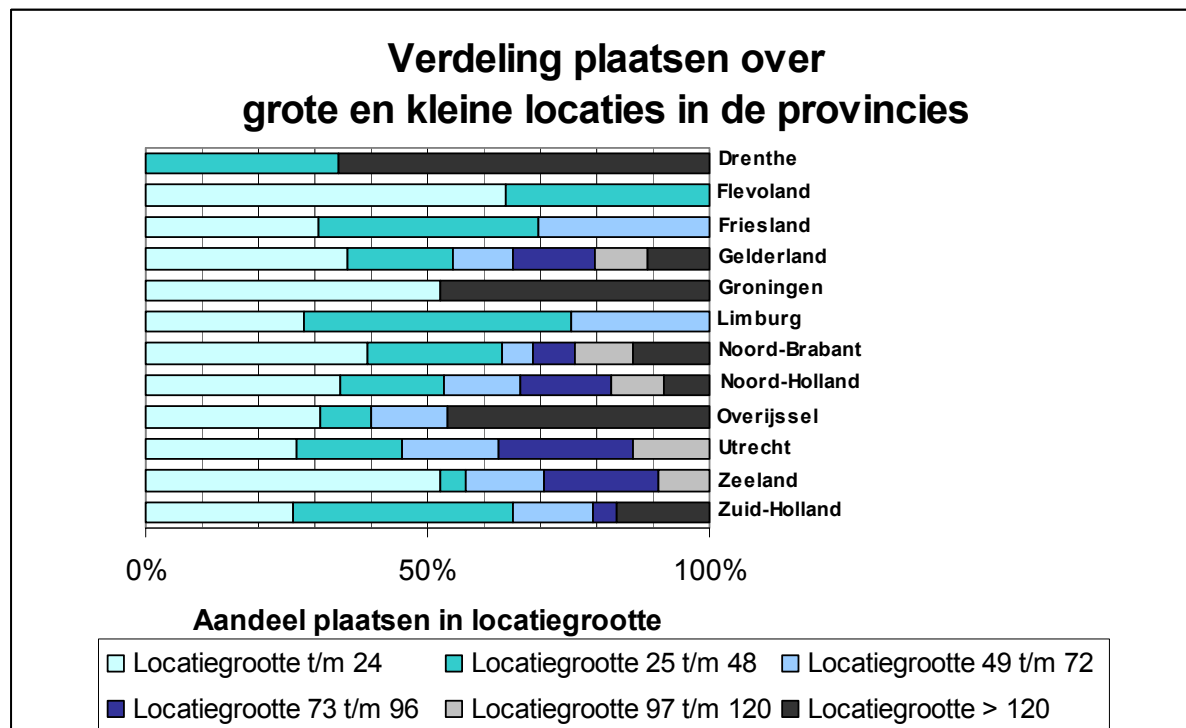 Verdeling plaatsen over
grote en kleine locaties in de provincies
Drenthe
Flevoland
Friesland
Gelderland
Groningen
Limburg
Noord-Brabant
Noord-Holland
Overijssel
Utrecht
Zeeland
Zuid-Holland
0% 50% 100%
Aandeel plaatsen in locatiegrootte
Locatiegrootte t/m 24 Locatiegrootte 25 t/m 48 Locatiegrootte 49 t/m 72
Locatiegrootte 73 t/m 96 Locatiegrootte 97 t/m 120 Locatiegrootte > 120